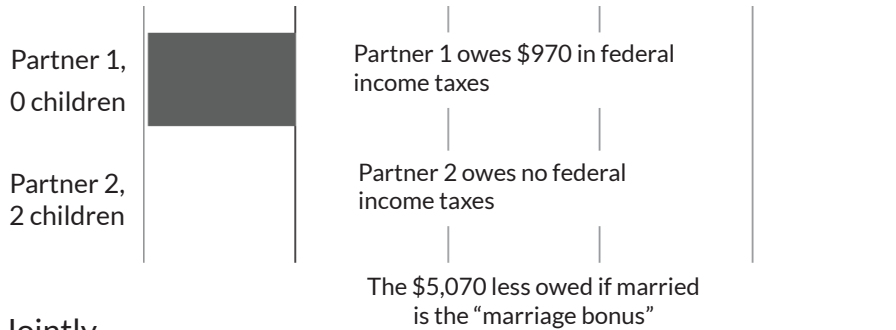 Partner 1,
0 children
Partner 1 owes $970 in federal
income taxes
Partner 2,
2 children
Partner 2 owes no federal
income taxes
The $5,070 less owed if married
is the “marriage bonus”
Jointly